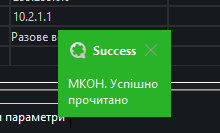 10.2.1.1
Разове в
Success
МКОН. Успішно
прочитано
и параметри